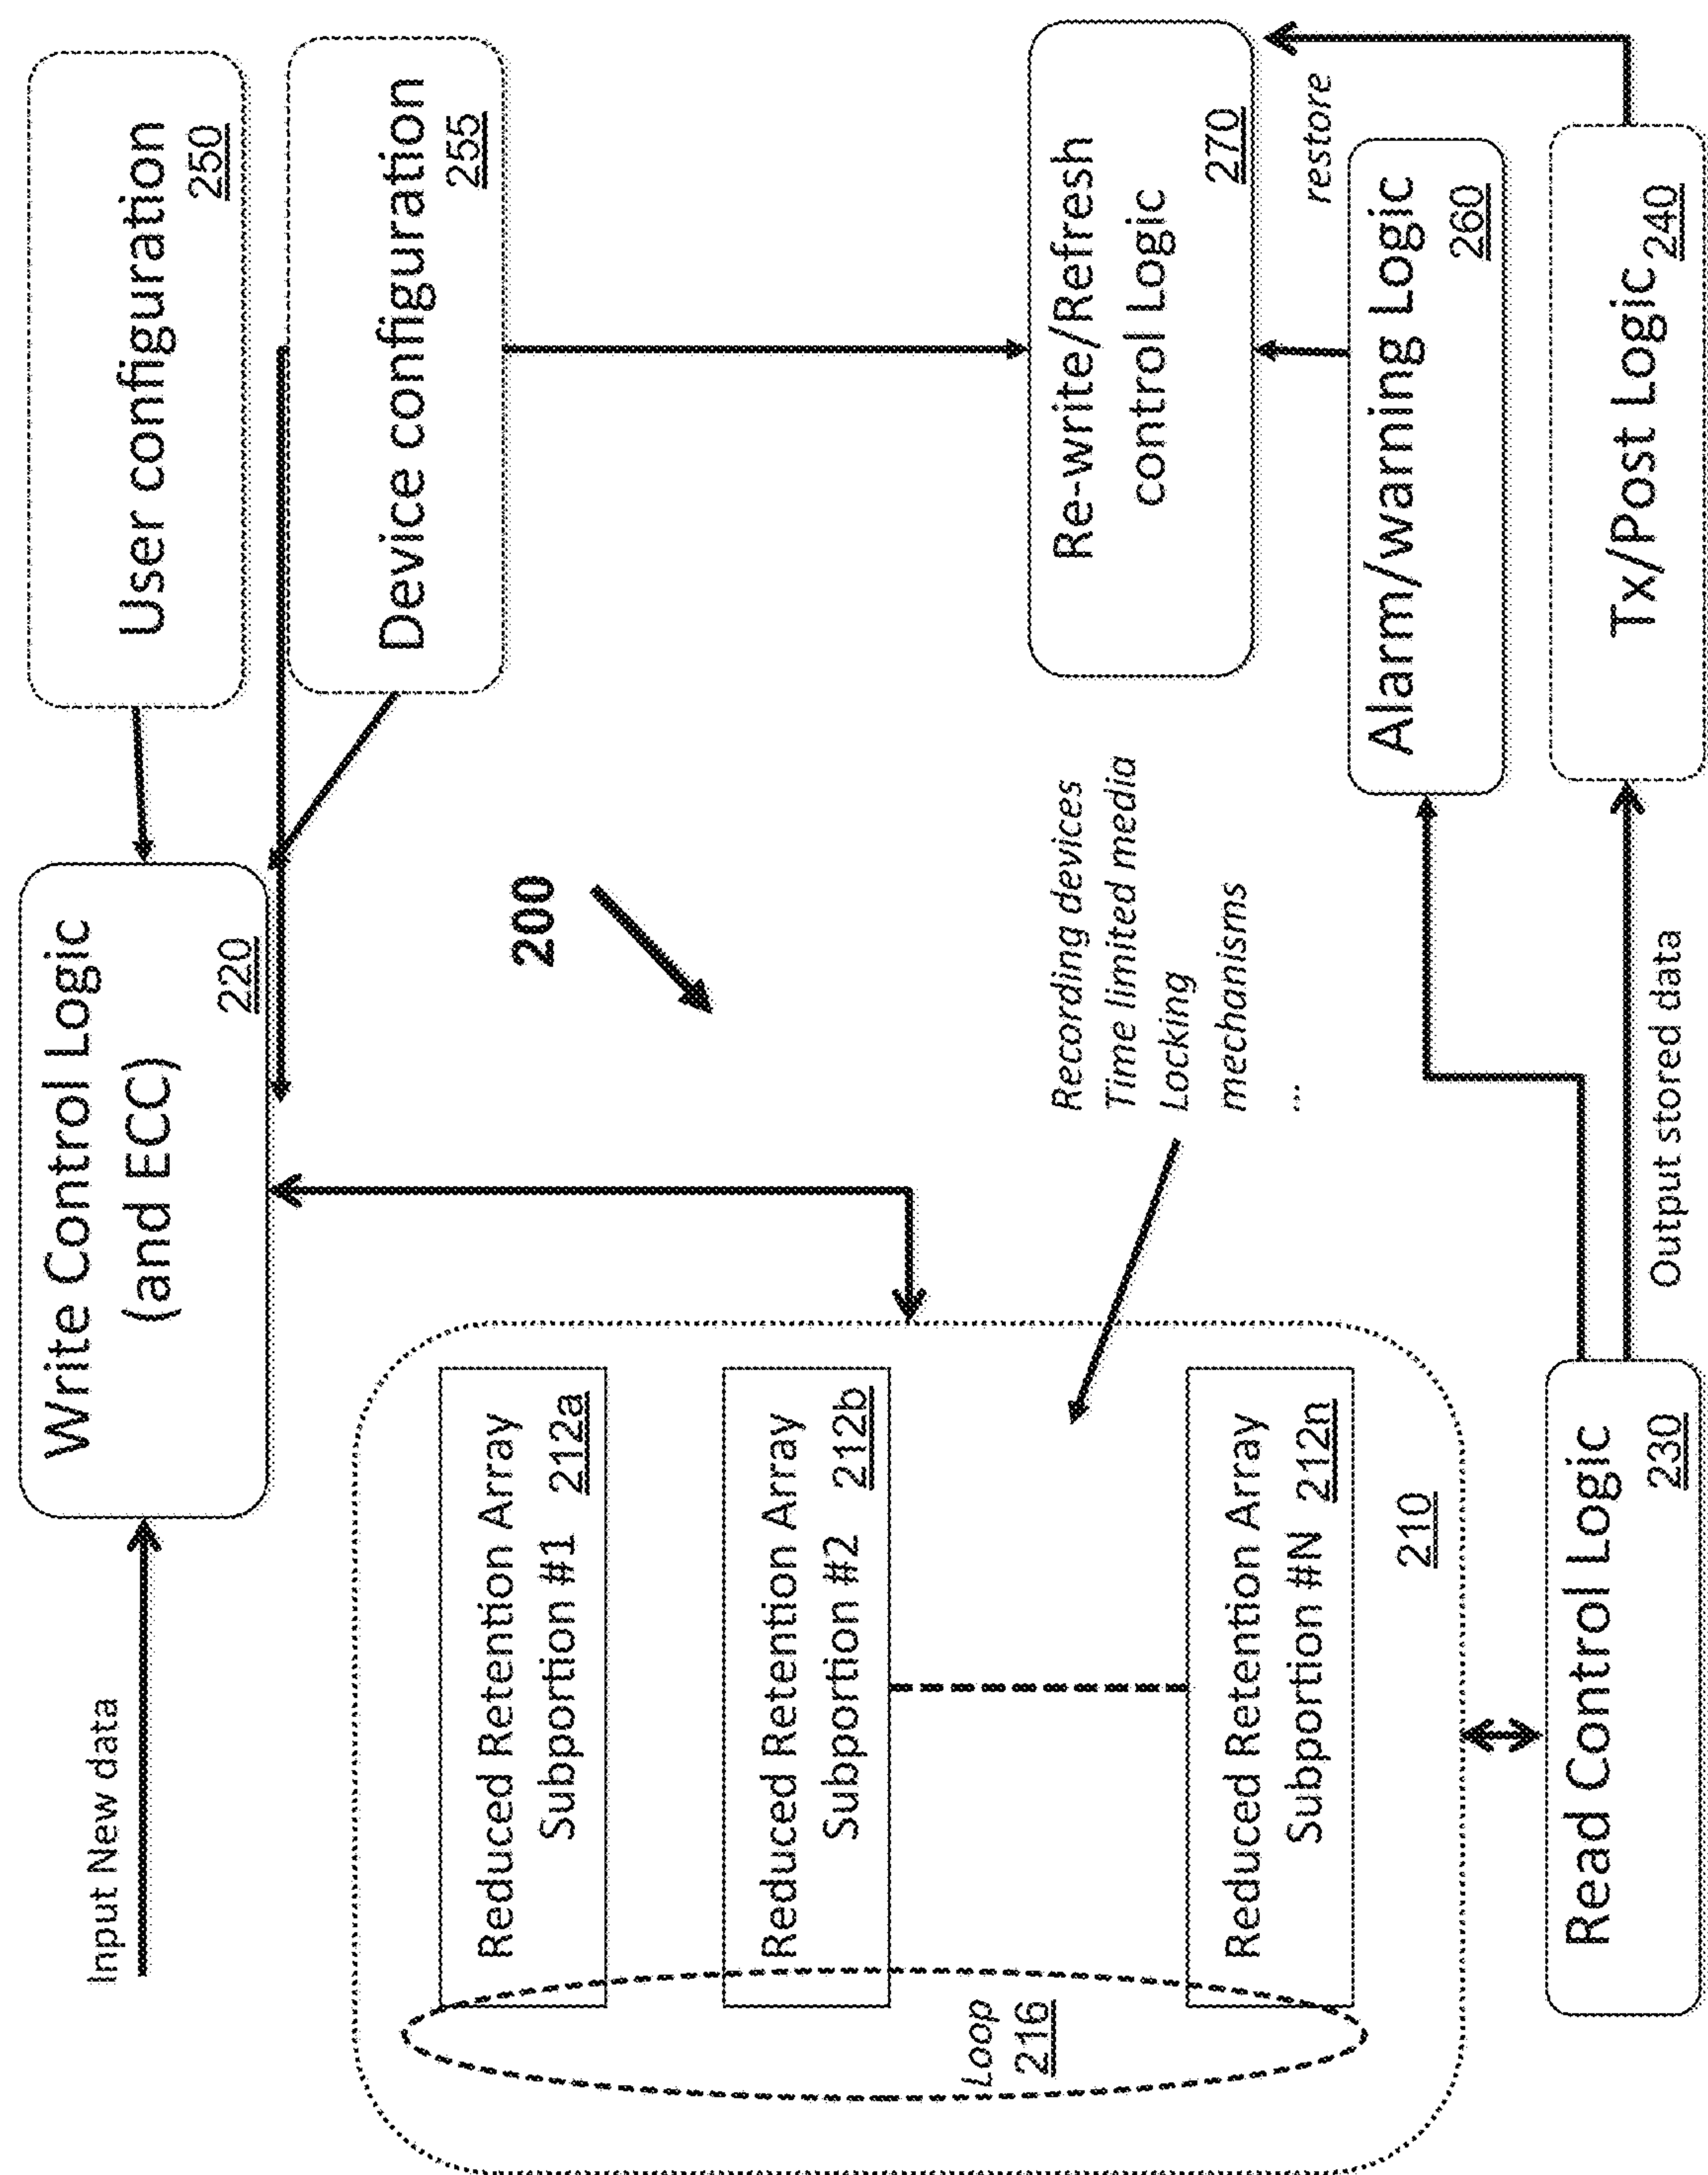 Input New data
Write Control Logic
(and ECC)
220
User configuration
250
Device configuration
255
200
Reduced Retention Array
Subportion #1 212a
Reduced Retention Array
Subportion #2 212b
Reduced Retention Array
Subportion #N 212n
Loop
216
210
Recording devices
Time limited media
Locking
mechanisms
...
Re-write/Refresh
control Logic
270
restore
Alarm/warning Logic
260
Tx/Post Logic
240
Read Control Logic
230
Output stored data